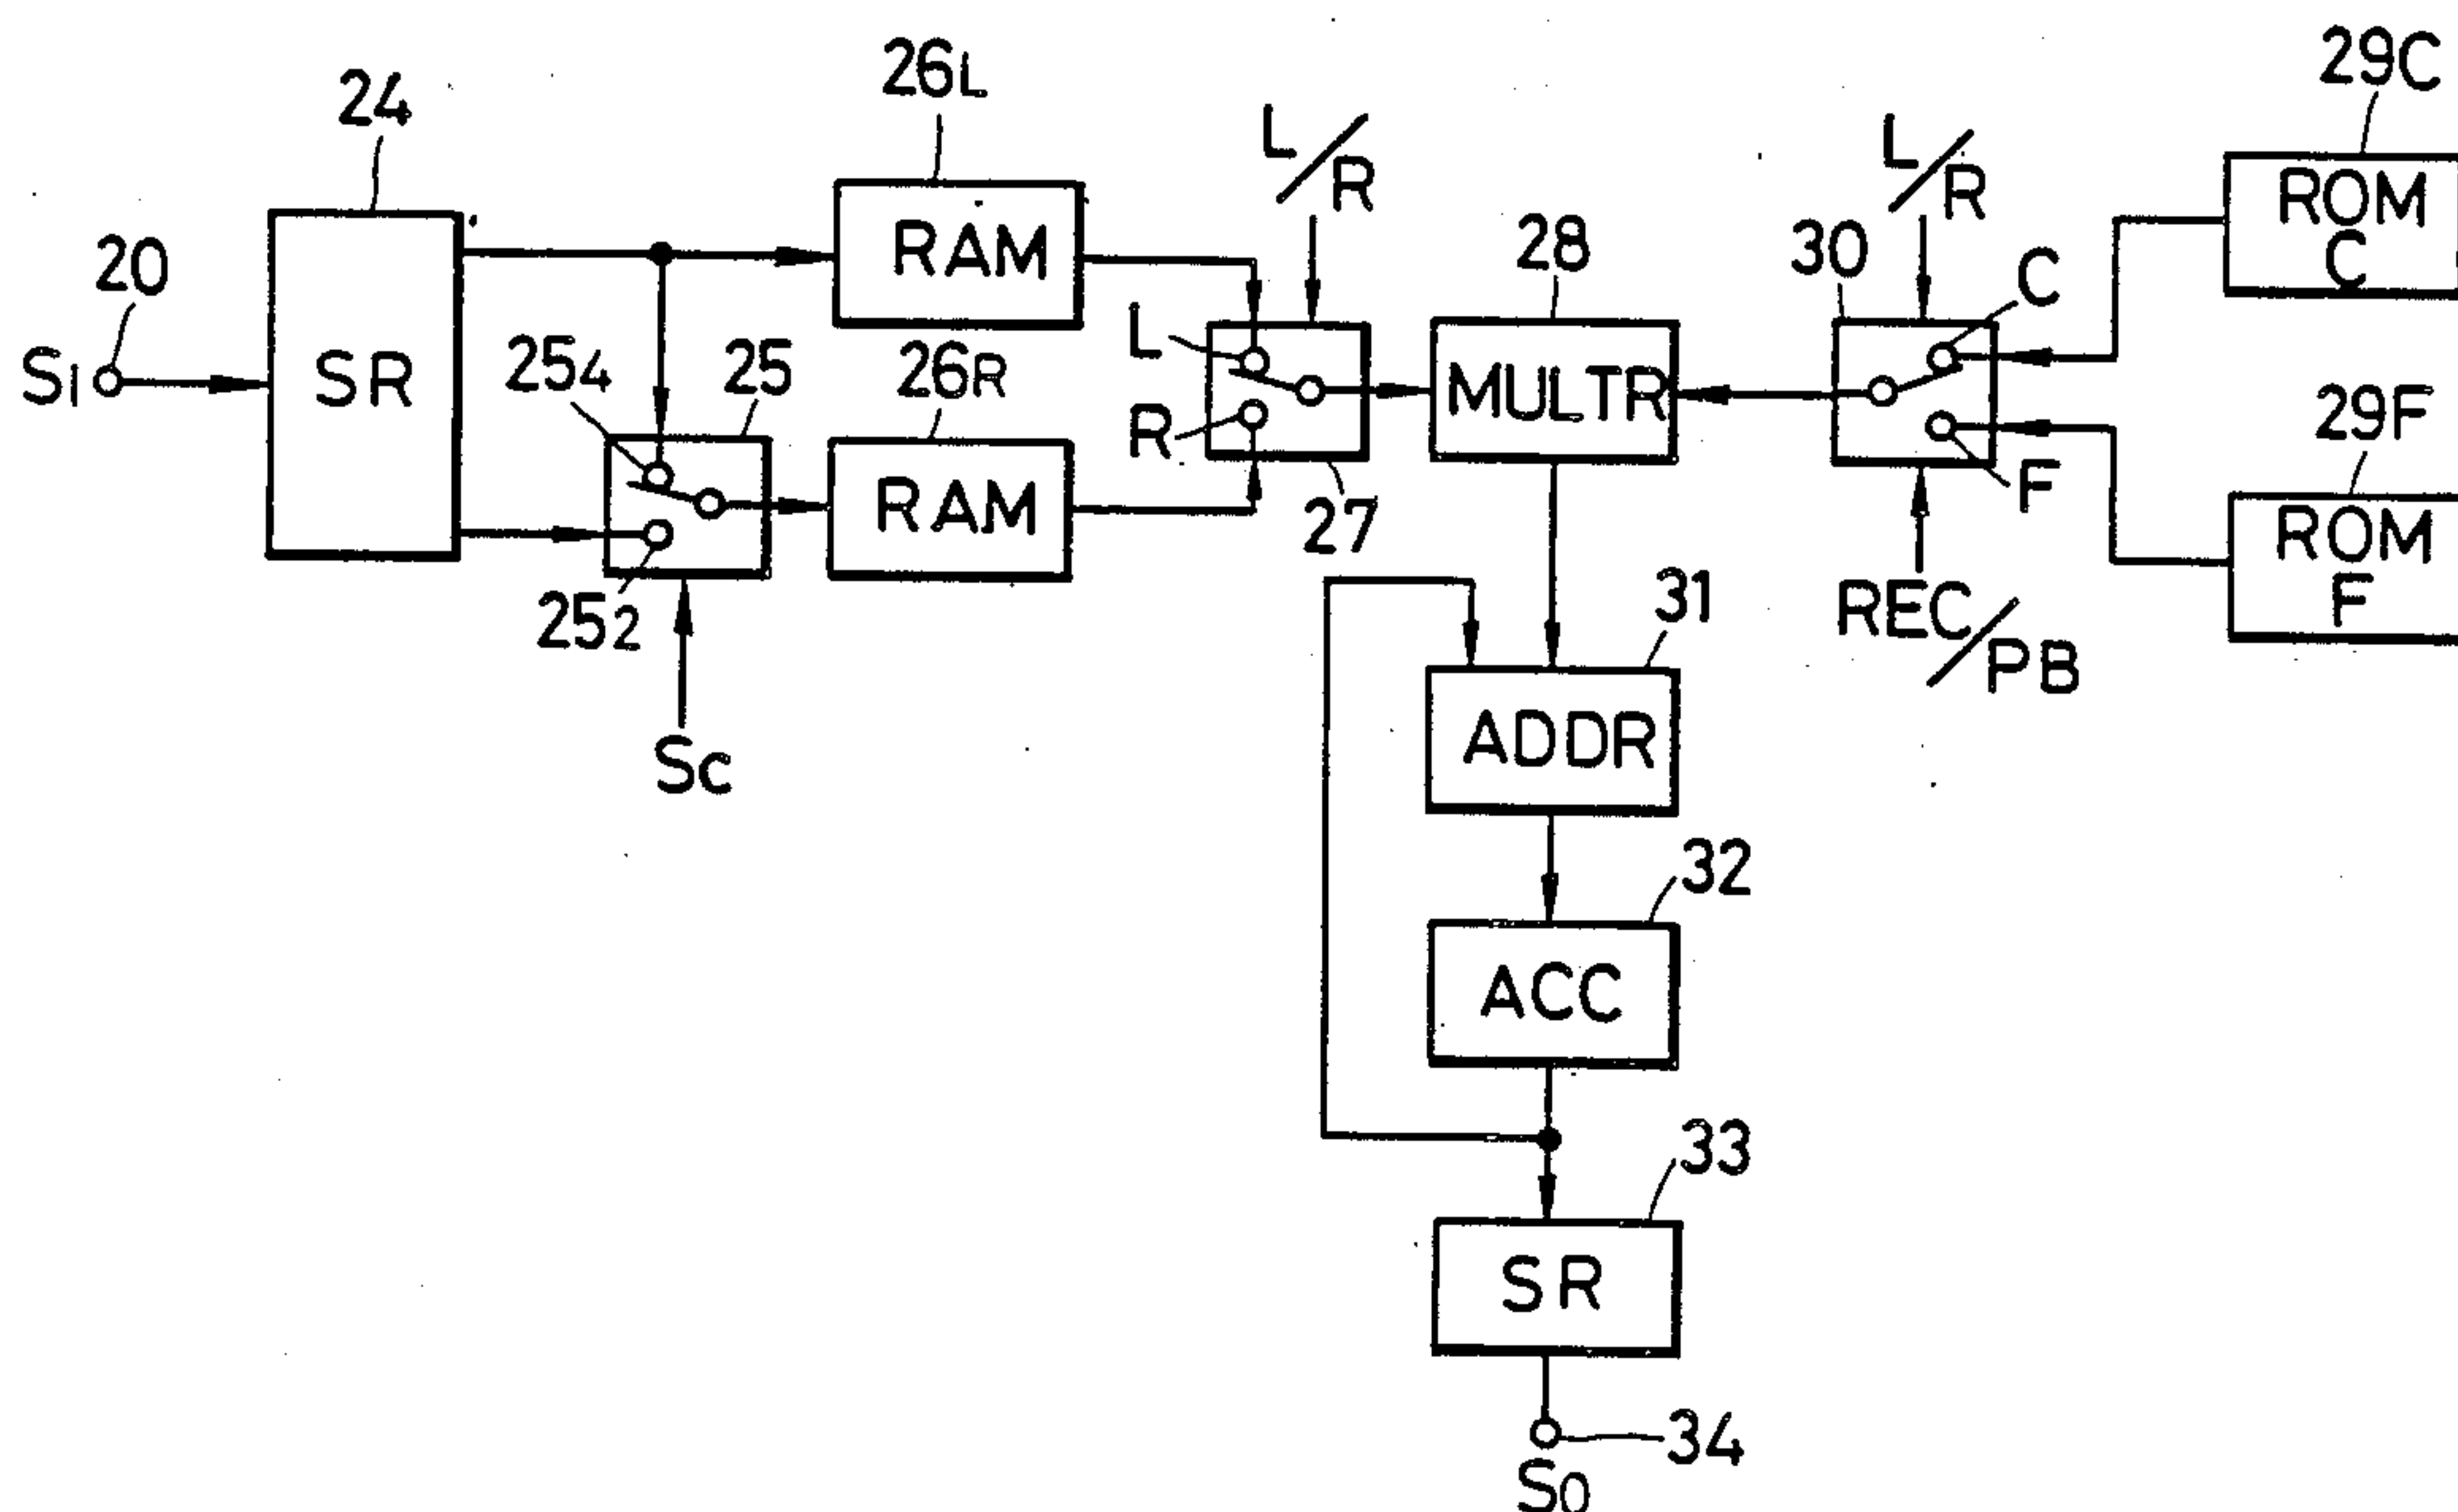 24
26L
L/R
L/R
29C
20
SI
SR
254
25
252
SC
RAM
26R
RAM
L
R
27
28
MULTR
30
C
F
REC/PB
ROM
C
29F
ROM
F
31
ADDR
32
ACC
33
SR
34
SO